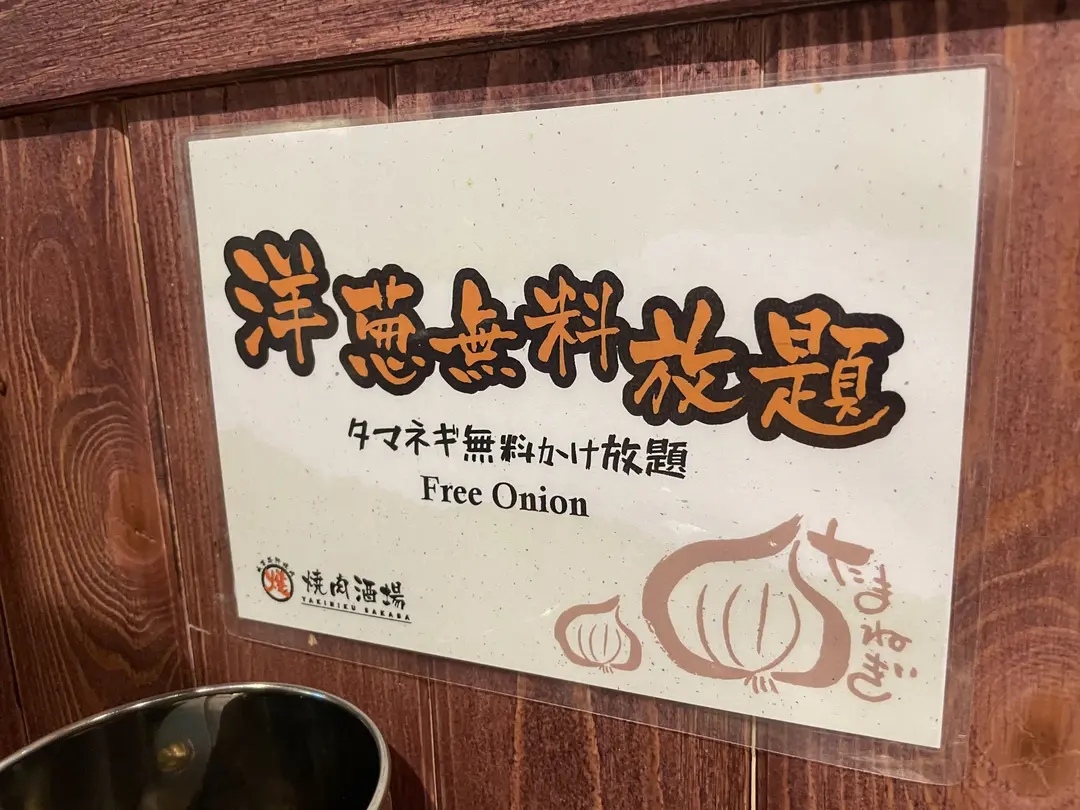 洋葱無料放題
タマネギ無料かけ放題
Free Onion
焼肉酒場
YAKINIKU SAKABA
たまねぎ